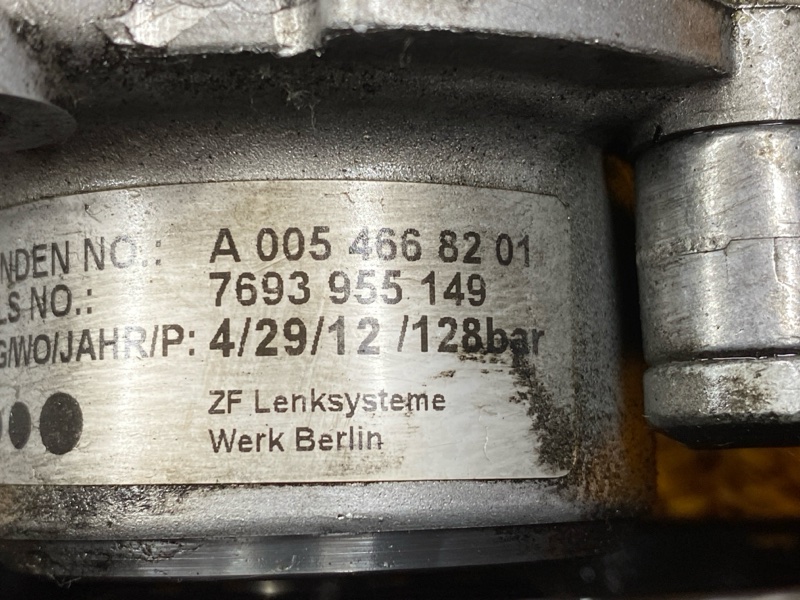 NDEN NO.: A 005 466 82 01
LS NO.: 7693 955 149
G/WO/JAHR/P: 4/29/12 /128bar
ZF Lenksysteme
Werk Berlin